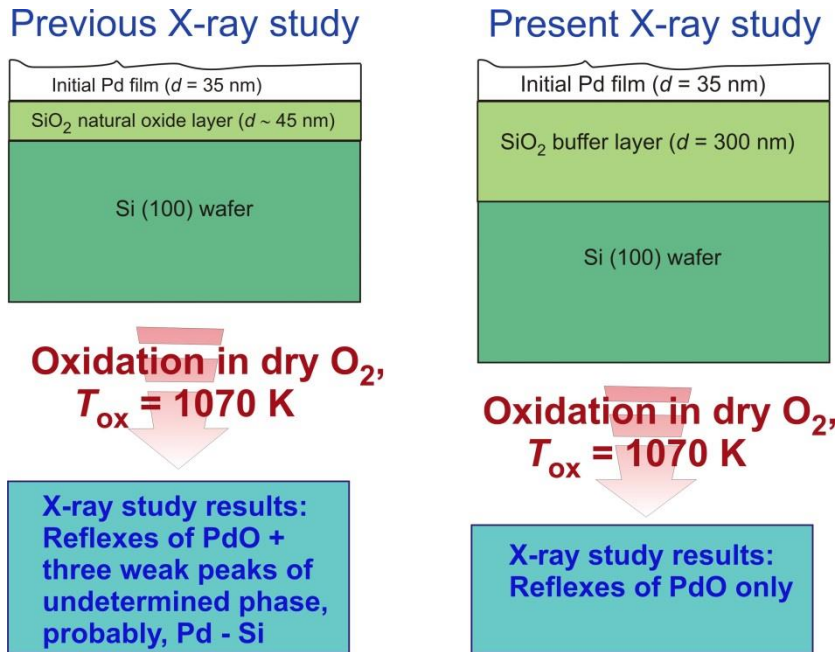 Previous X-ray study
Initial Pd film (d = 35 nm)
SiO₂ natural oxide layer (d ~ 45 nm)
Si (100) wafer
Oxidation in dry O₂,
Tox = 1070 K
X-ray study results:
Reflexes of PdO +
three weak peaks of
undetermined phase,
probably, Pd - Si
Present X-ray study
Initial Pd film (d = 35 nm)
SiO₂ buffer layer (d = 300 nm)
Si (100) wafer
Oxidation in dry O₂,
Tox = 1070 K
X-ray study results:
Reflexes of PdO only